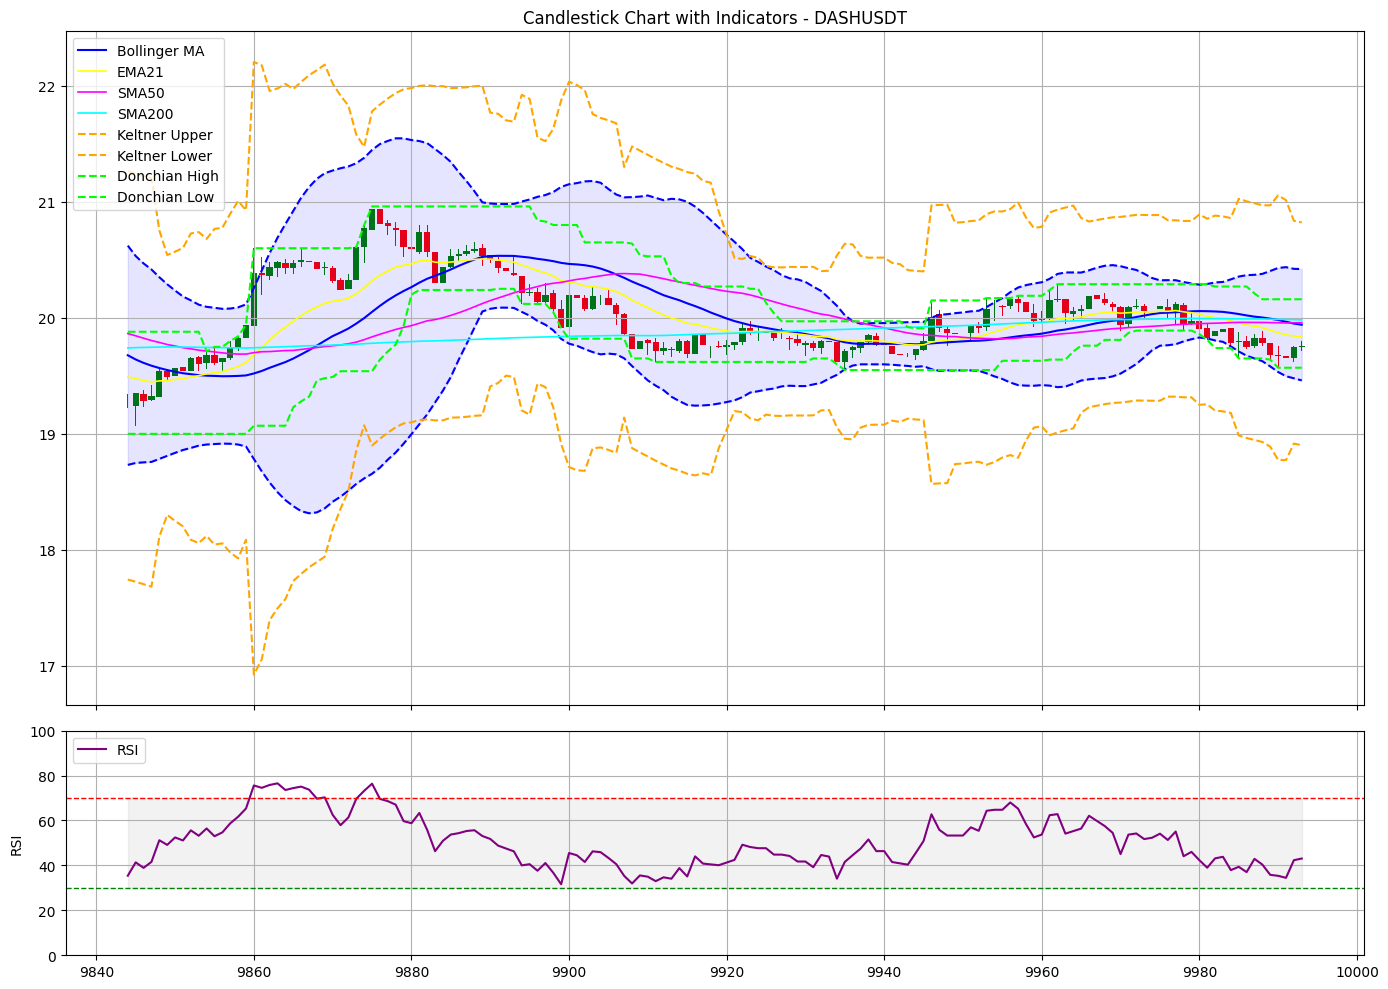 Candlestick Chart with Indicators - DASHUSDT
Bollinger MA
EMA21
SMA50
SMA200
Keltner Upper
Keltner Lower
Donchian High
Donchian Low
22
21
20
19
18
17
RSI
100
80
60
40
20
0
RSI
9840 9860 9880 9900 9920 9940 9960 9980 10000